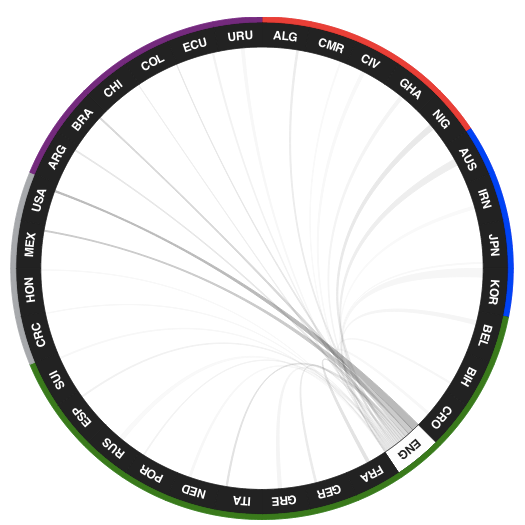 ALG
CMR
CIV
GHA
NIG
AUS
IRN
JPN
KOR
BEL
BIH
CRO
ENG
FRA
GER
GRE
ITA
NED
POR
RUS
ESP
SUI
CRC
HON
MEX
USA
ARG
BRA
CHI
COL
ECU
URU